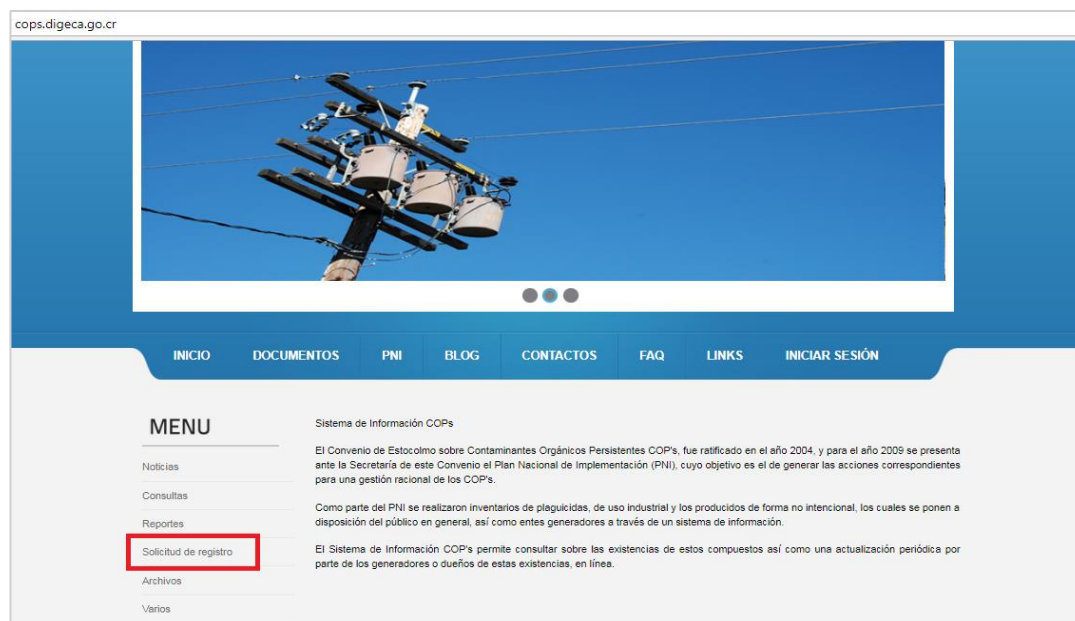 cops.digeca.go.cr
INICIO DOCUMENTOS PNI BLOG CONTACTOS FAQ LINKS INICIAR SESIÓN
MENU
Noticias
Consultas
Reportes
Solicitud de registro
Archivos
Varios
Sistema de Información COPs
El Convenio de Estocolmo sobre Contaminantes Orgánicos Persistentes COP's, fue ratificado en el año 2004, y para el año 2009 se presenta
ante la Secretaría de este Convenio el Plan Nacional de Implementación (PNI), cuyo objetivo es el de generar las acciones correspondientes
para una gestión racional de los COP's.
Como parte del PNI se realizaron inventarios de plaguicidas, de uso industrial y los producidos de forma no intencional, los cuales se ponen a
disposición del público en general, así como entes generadores a través de un sistema de información.
El Sistema de Información COP's permite consultar sobre las existencias de estos compuestos así como una actualización periódica por
parte de los generadores o dueños de estas existencias, en línea.